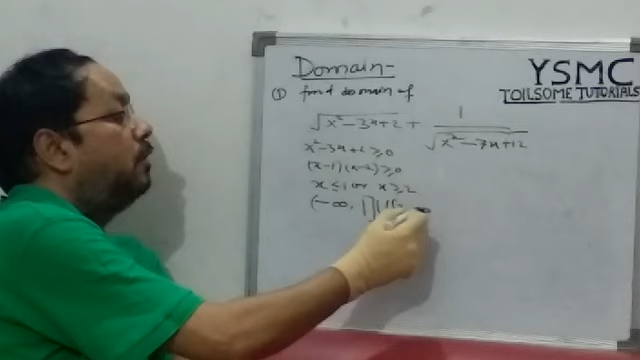 Domain-
① find domain of
√x²-3x+2 + 1/√x²-7x+12
x²-3x+2≥0
(x-1)(x-2)≥0
x≤1 or x≥2
(-∞, 1]U[
YSMC
TOILSOME TUTORIALS